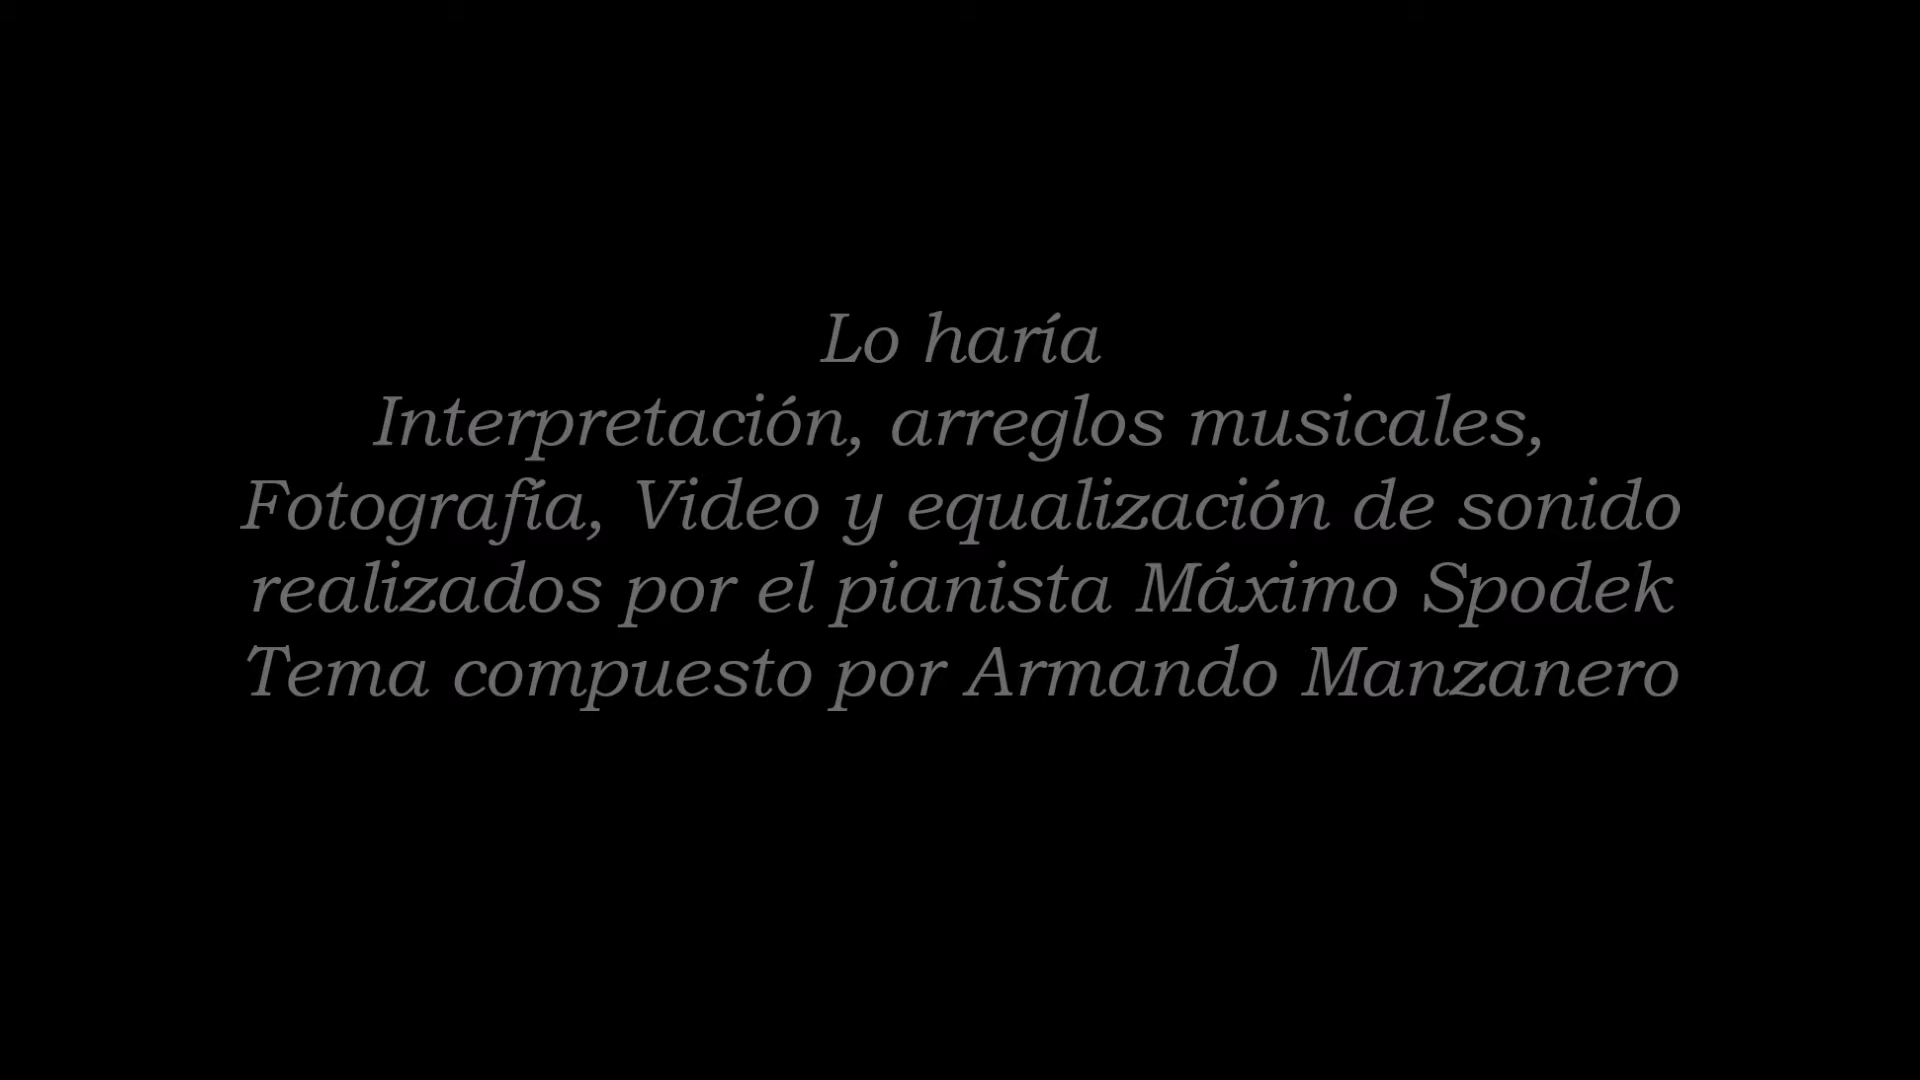 Lo haría
Interpretación, arreglos musicales,
Fotografía, Video y equalización de sonido
realizados por el pianista Máximo Spodek
Tema compuesto por Armando Manzanero